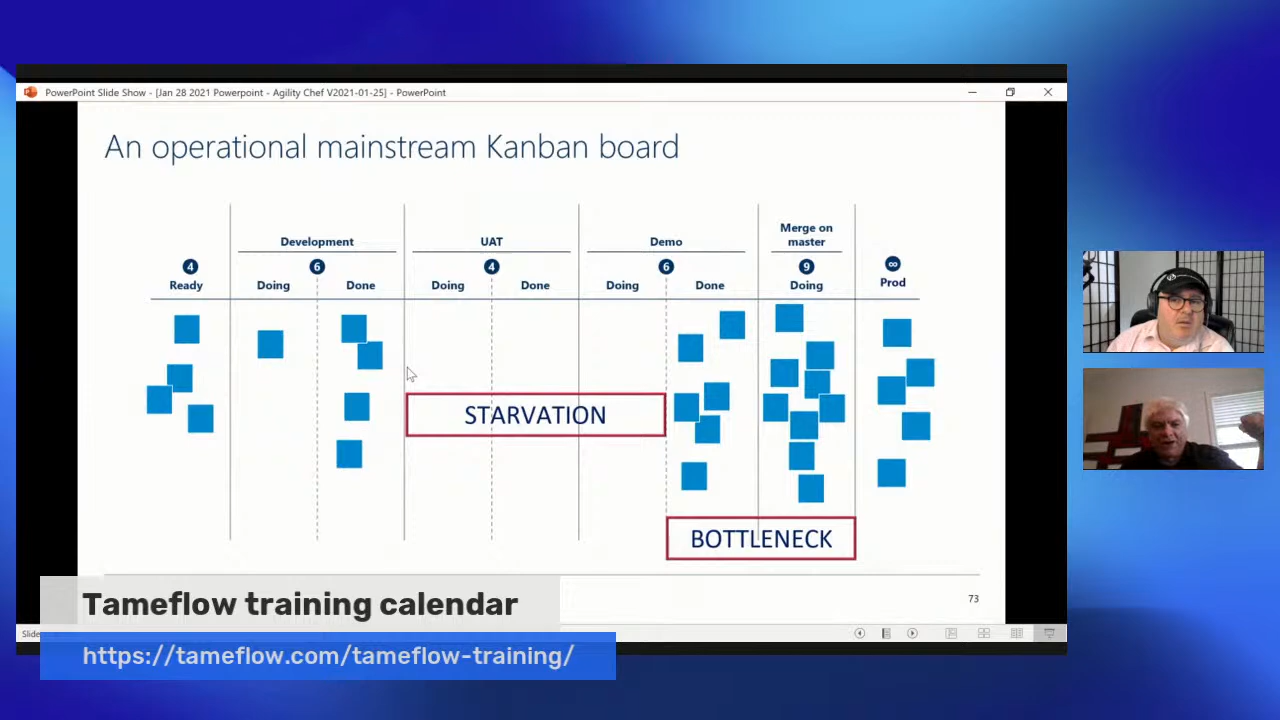 PowerPoint Slide Show - [Jan 28 2021 Powerpoint - Agility Chef V2021-01-25] - PowerPoint
An operational mainstream Kanban board
Development
UAT
Demo
Merge on
master
4
6
4
6
9
∞
Ready
Doing
Done
Doing
Done
Doing
Done
Doing
Prod
STARVATION
BOTTLENECK
73
Tameflow training calendar
Slide
https://tameflow.com/tameflow-training/